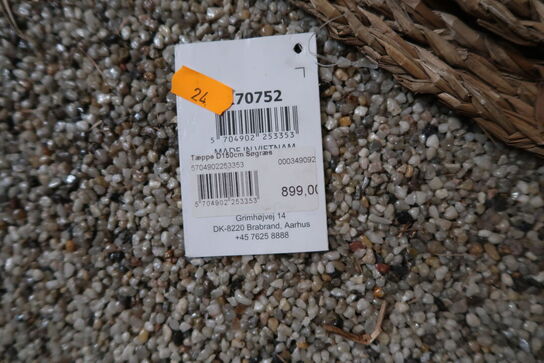 24
70752
5 704902 253353
MADE IN VIETNAM
Tæppe D150cm Søgræs
5704902253353
000349092
5 704902 253353
899,00
Grimhøjvej 14
DK-8220 Brabrand, Aarhus
+45 7625 8888